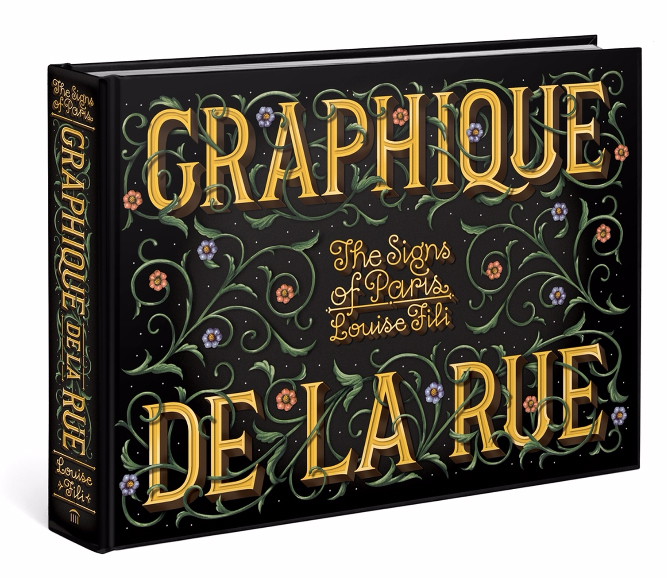 The Signs
of Paris
GRAPHIQUE DE LA RUE
Louise
Fili
GRAPHIQUE
The Signs
of Paris
Louise Fili
DE LA RUE